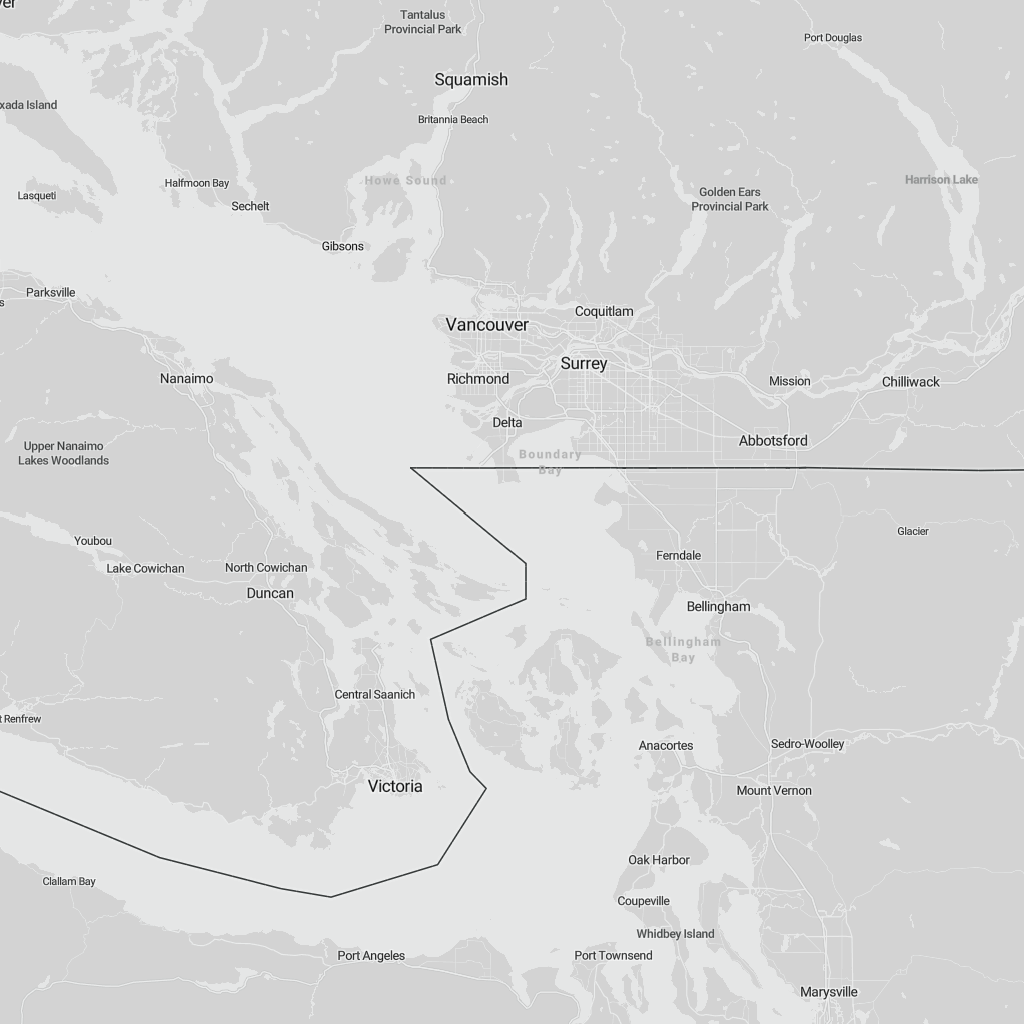 Tantalus
Provincial Park
Port Douglas
Squamish
Britannia Beach
Halfmoon Bay
Howe Sound
Harrison Lake
Golden Ears
Provincial Park
Lasqueti
Sechelt
Gibsons
Parksville
Coquitlam
Vancouver
Surrey
Nanaimo
Richmond
Mission
Chilliwack
Delta
Abbotsford
Upper Nanaimo
Lakes Woodlands
Boundary
Bay
Glacier
Youbou
Ferndale
Lake Cowichan
North Cowichan
Duncan
Bellingham
Bellingham
Bay
Central Saanich
t Renfrew
Anacortes
Sedro-Woolley
Victoria
Mount Vernon
Oak Harbor
Clallam Bay
Coupeville
Whidbey Island
Port Angeles
Port Townsend
Marysville
xada Island